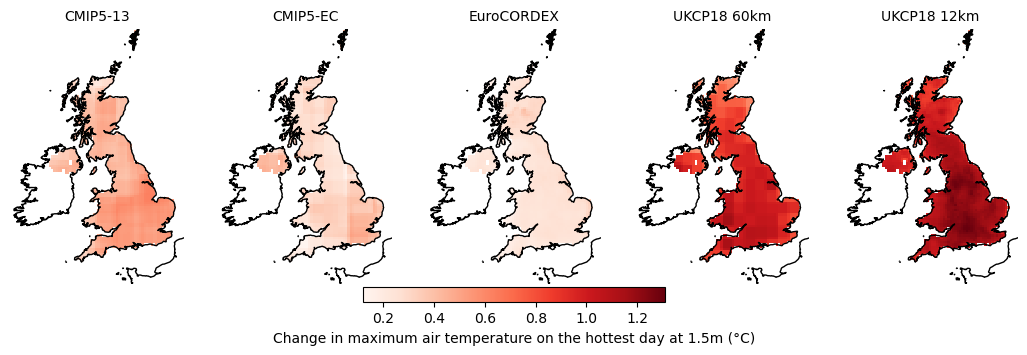 CMIP5-13 CMIP5-EC EuroCORDEX UKCP18 60km UKCP18 12km
0.2 0.4 0.6 0.8 1.0 1.2
Change in maximum air temperature on the hottest day at 1.5m (°C)